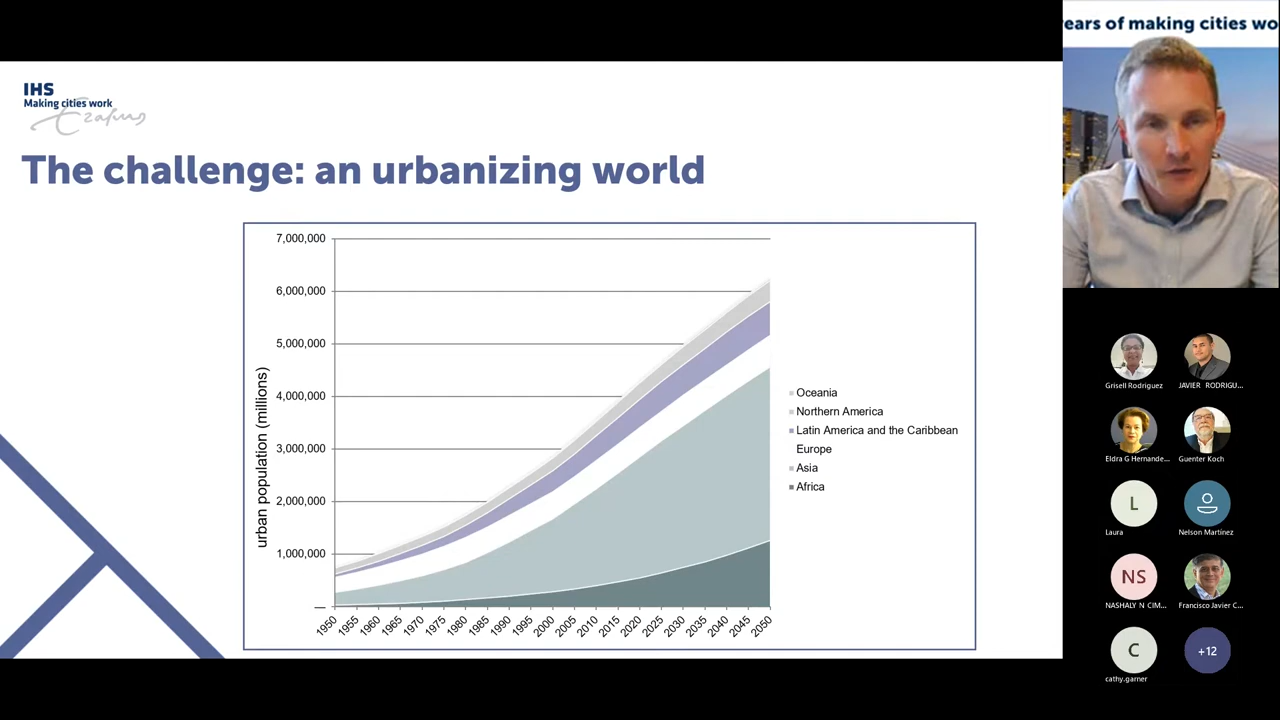 ears of making cities wo
IHS
Making cities work
Erasmus
The challenge: an urbanizing world
urban population (millions)
7,000,000
6,000,000
5,000,000
4,000,000
3,000,000
2,000,000
1,000,000
—
1950
1955
1960
1965
1970
1975
1980
1985
1990
1995
2000
2005
2010
2015
2020
2025
2030
2035
2040
2045
2050
Oceania
Northern America
Latin America and the Caribbean
Europe
Asia
Africa
Grisell Rodriguez
JAVIER RODRIGU...
Eldra G Hernande...
Guenter Koch
L
Laura
Nelson Martínez
NS
NASHALY N CIM...
Francisco Javier C...
C
cathy.garner
+12